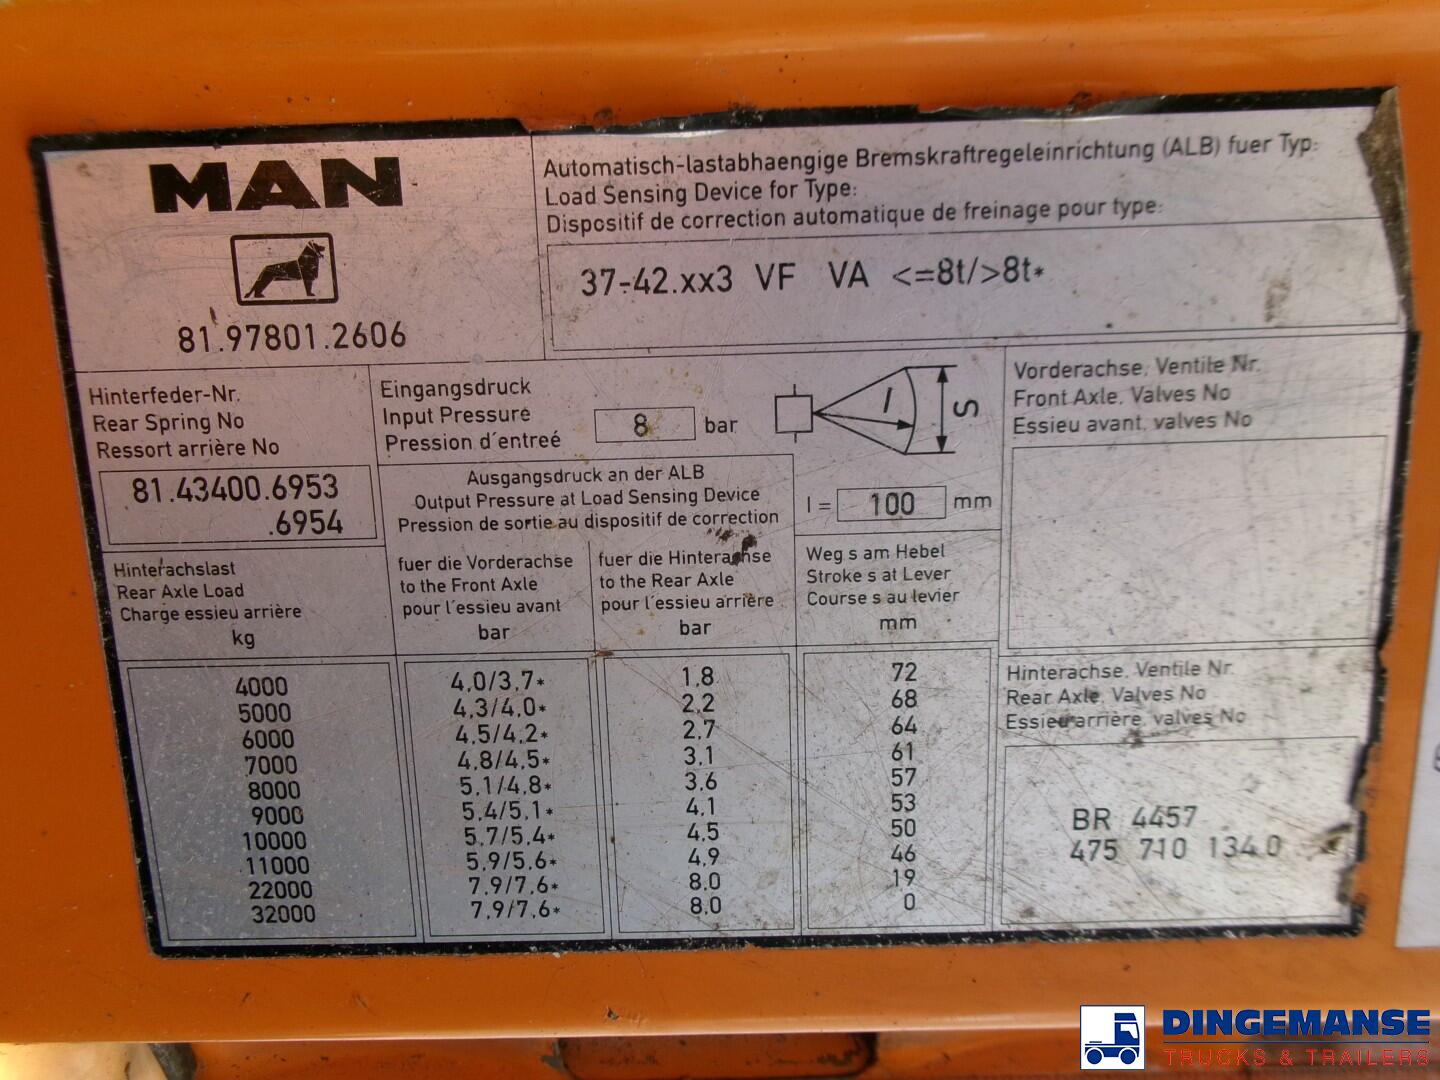 MAN
81.97801.2606
Automatisch-lastabhaengige Bremskraftregeleinrichtung (ALB) fuer Typ:
Load Sensing Device for Type:
Dispositif de correction automatique de freinage pour type:
37-42.xx3 VF VA <=8t/>8t*
Hinterfeder-Nr.
Rear Spring No
Ressort arrière No
81.43400.6953
.6954
Eingangsdruck
Input Pressure
Pression d´entreé
8 bar
l
S
l = 100 mm
Ausgangsdruck an der ALB
Output Pressure at Load Sensing Device
Pression de sortie au dispositif de correction
Hinterachslast
Rear Axle Load
Charge essieu arrière
kg
fuer die Vorderachse
to the Front Axle
pour l´essieu avant
bar
fuer die Hinterachse
to the Rear Axle
pour l´essieu arrière
bar
Weg s am Hebel
Stroke s at Lever
Course s au levier
mm
4000 4,0/3,7* 1,8 72
5000 4,3/4,0* 2,2 68
6000 4,5/4,2* 2,7 64
7000 4,8/4,5* 3,1 61
8000 5,1/4,8* 3,6 57
9000 5,4/5,1* 4,1 53
10000 5,7/5,4* 4,5 50
11000 5,9/5,6* 4,9 46
22000 7,9/7,6* 8,0 19
32000 7,9/7,6* 8,0 0
Vorderachse, Ventile Nr.
Front Axle, Valves No
Essieu avant, valves No
Hinterachse, Ventile Nr.
Rear Axle, Valves No
Essieu arrière, valves No
BR 4457
475 710 134.0
DINGEMANSE
TRUCKS & TRAILERS